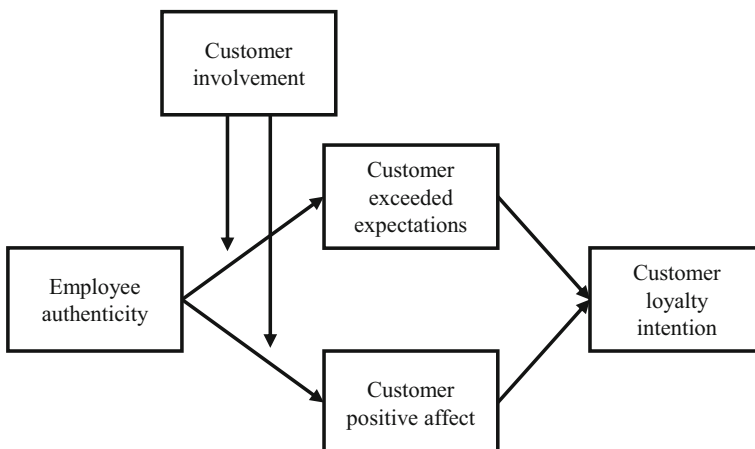 Customer
involvement
Customer
exceeded
expectations
Employee
authenticity
Customer
loyalty
intention
Customer
positive affect